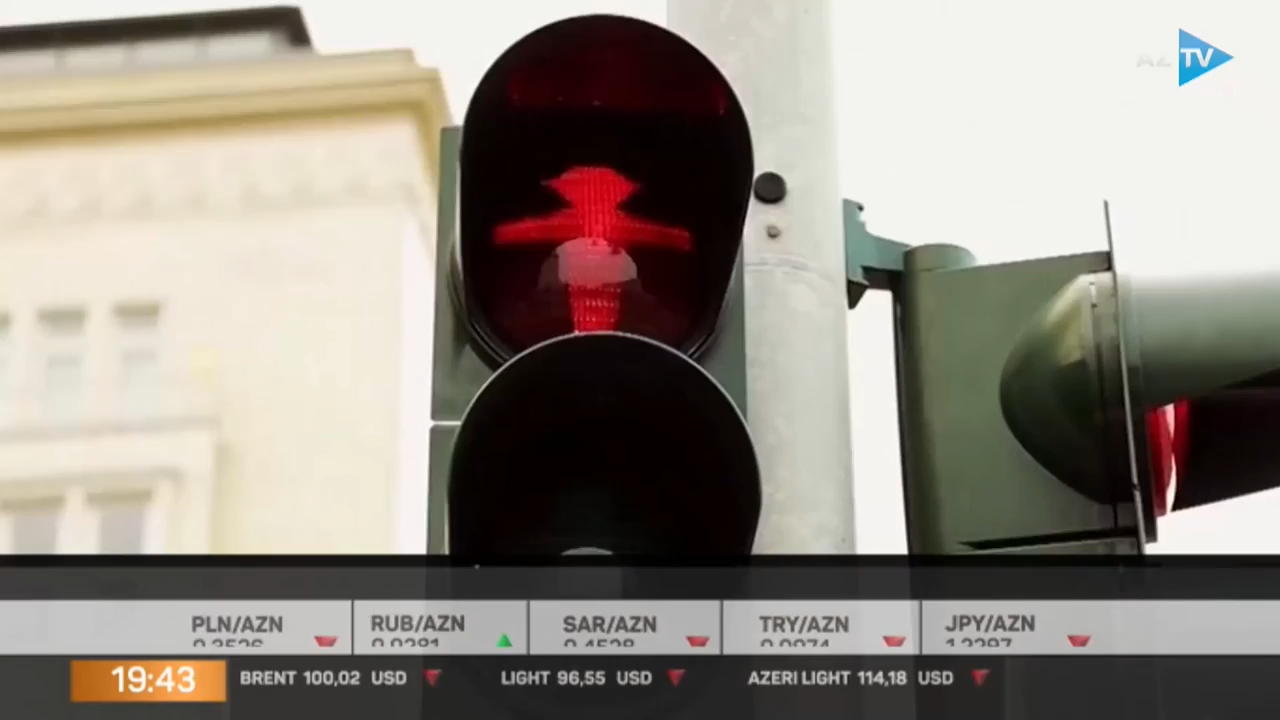 AZ TV
PLN/AZN RUB/AZN SAR/AZN TRY/AZN JPY/AZN
19:43 BRENT 100,02 USD LIGHT 96,55 USD AZERI LIGHT 114,18 USD